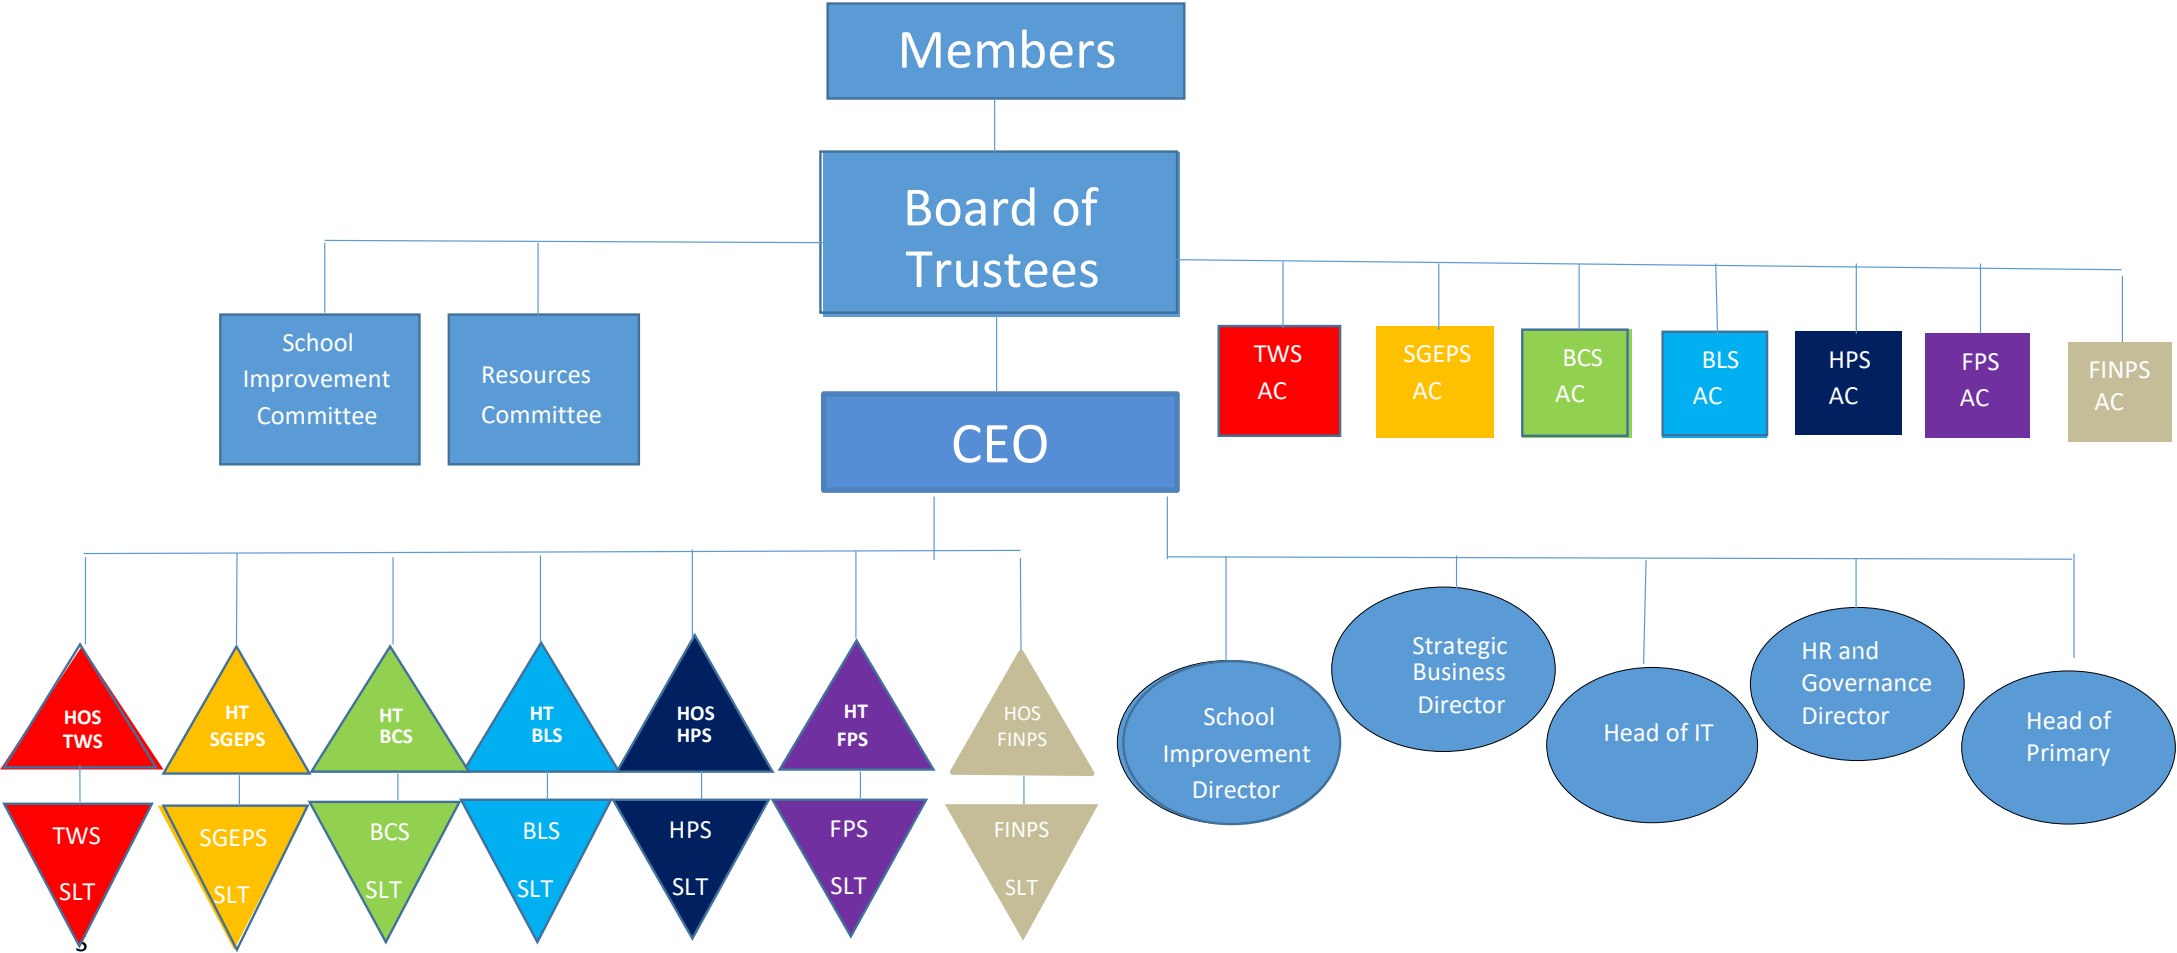 Members
Board of
Trustees
School
Improvement
Committee
Resources
Committee
CEO
TWS
AC
SGEPS
AC
BCS
AC
BLS
AC
HPS
AC
FPS
AC
FINPS
AC
HOS
TWS
HT
SGEPS
HT
BCS
HT
BLS
HOS
HPS
HT
FPS
HOS
FINPS
School
Improvement
Director
Strategic
Business
Director
Head of IT
HR and
Governance
Director
Head of
Primary
TWS
SLT
SGEPS
SLT
BCS
SLT
BLS
SLT
HPS
SLT
FPS
SLT
FINPS
SLT